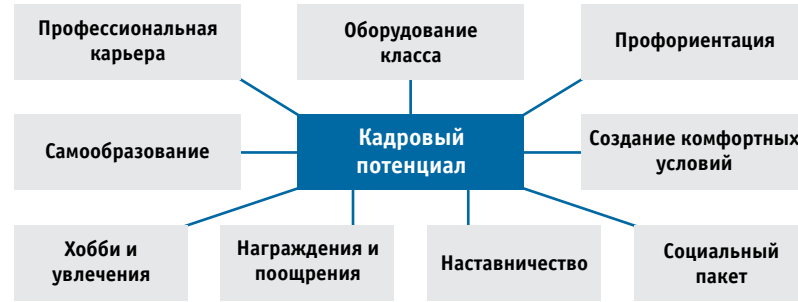 Профессиональная
карьера
Оборудование
класса
Профориентация
Самообразование
Кадровый
потенциал
Создание комфортных
условий
Хобби и
увлечения
Награждения и
поощрения
Наставничество
Социальный
пакет